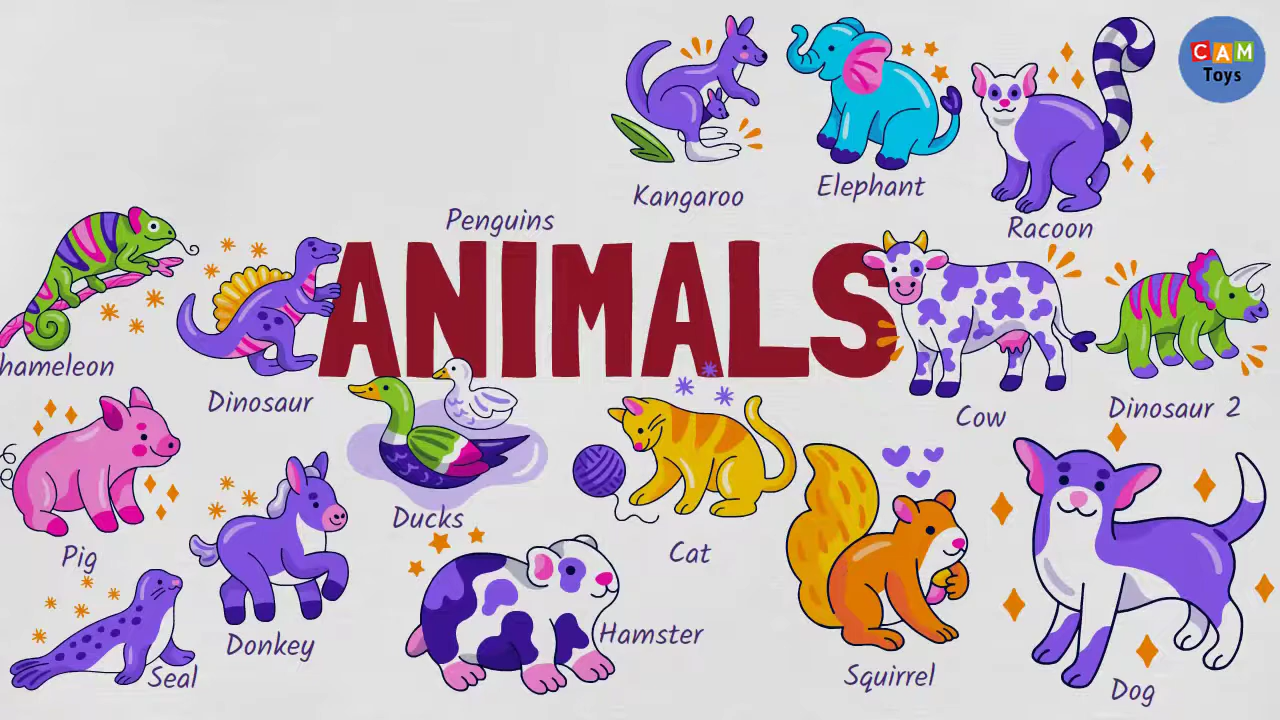 CAM
Toys
Kangaroo
Elephant
Racoon
Penguins
ANIMALS
hameleon
Dinosaur
Cow
Dinosaur 2
Pig
Ducks
Cat
Donkey
Hamster
Seal
Squirrel
Dog